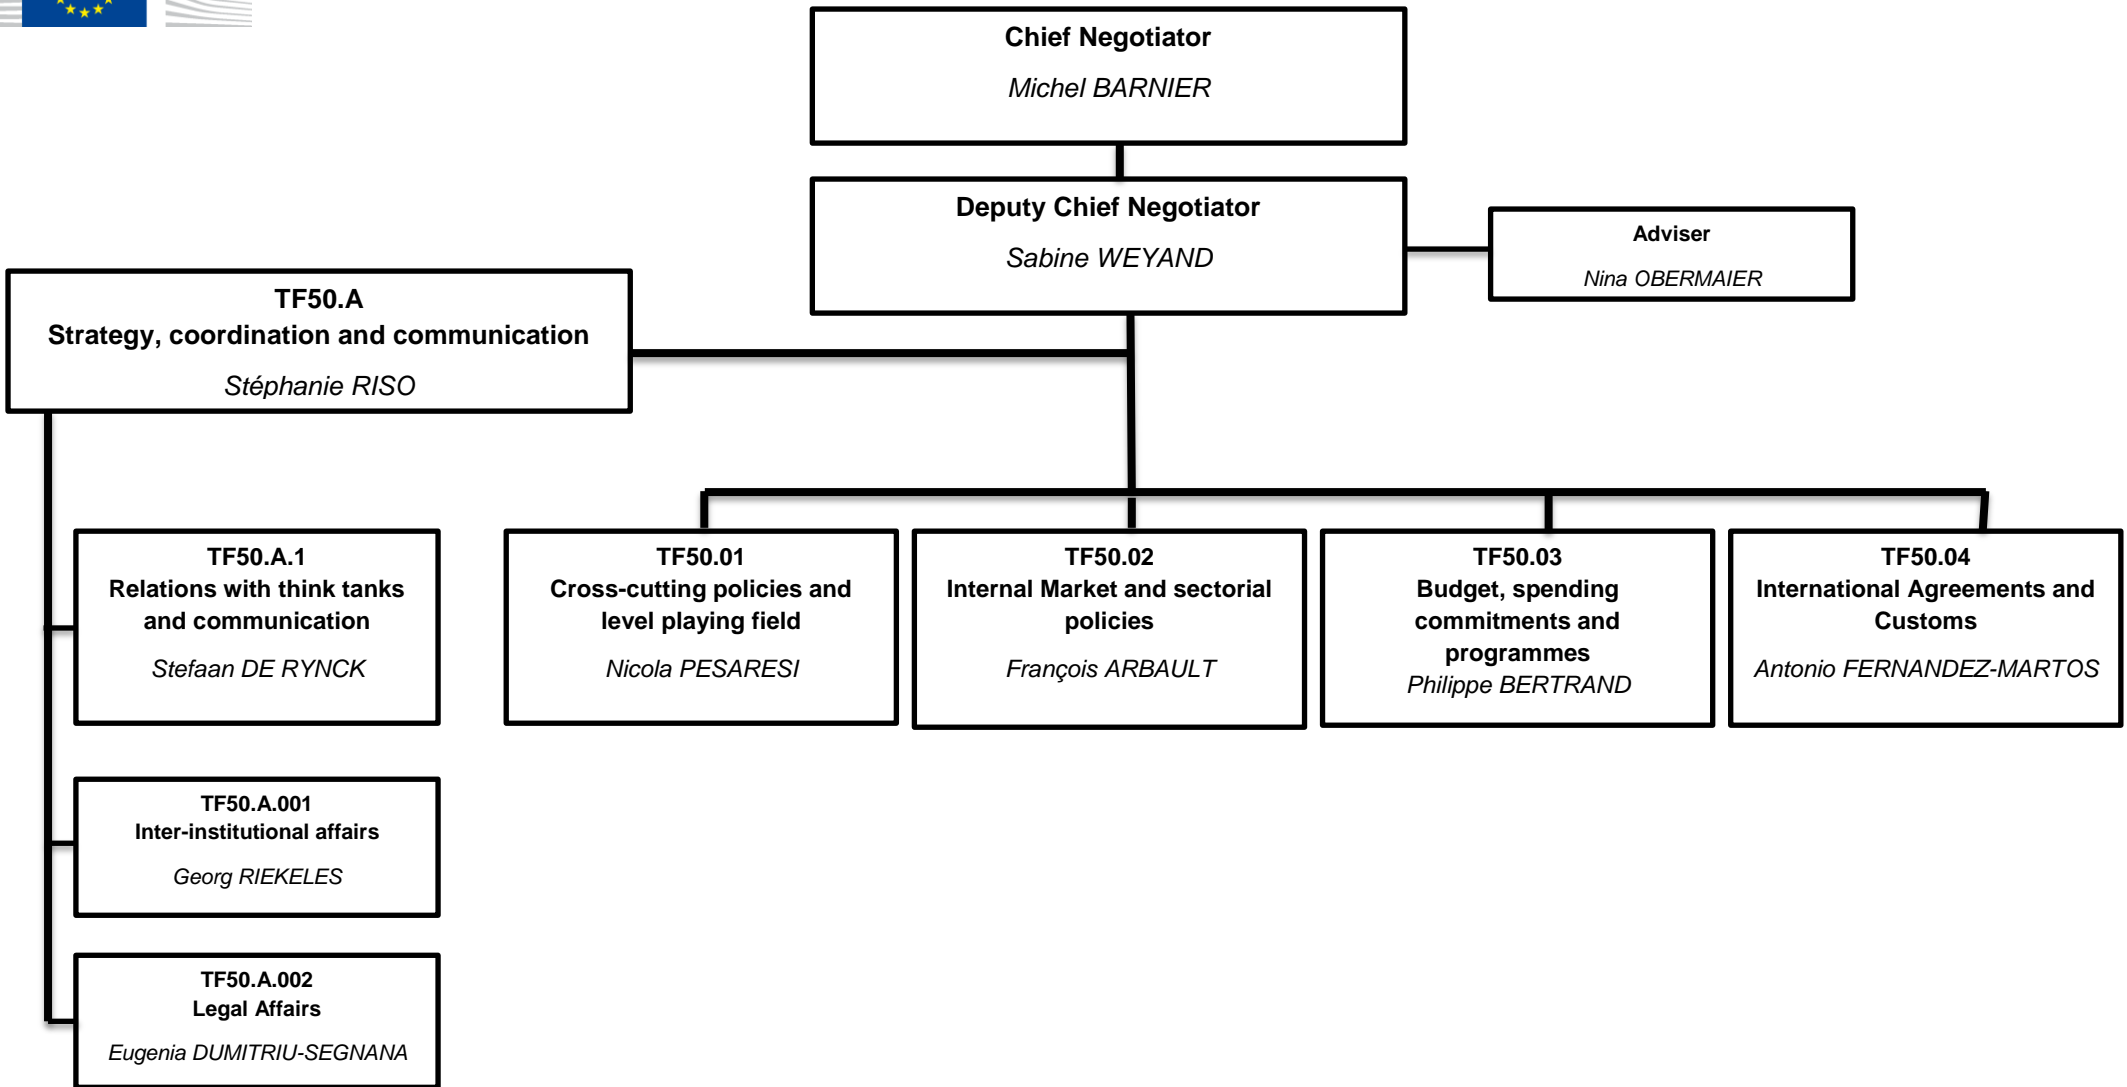 Chief Negotiator
Michel BARNIER
Deputy Chief Negotiator
Sabine WEYAND
Adviser
Nina OBERMAIER
TF50.A
Strategy, coordination and communication
Stéphanie RISO
TF50.A.1
Relations with think tanks
and communication
Stefaan DE RYNCK
TF50.01
Cross-cutting policies and
level playing field
Nicola PESARESI
TF50.02
Internal Market and sectorial
policies
François ARBAULT
TF50.03
Budget, spending
commitments and
programmes
Philippe BERTRAND
TF50.04
International Agreements and
Customs
Antonio FERNANDEZ-MARTOS
TF50.A.001
Inter-institutional affairs
Georg RIEKELES
TF50.A.002
Legal Affairs
Eugenia DUMITRIU-SEGNANA